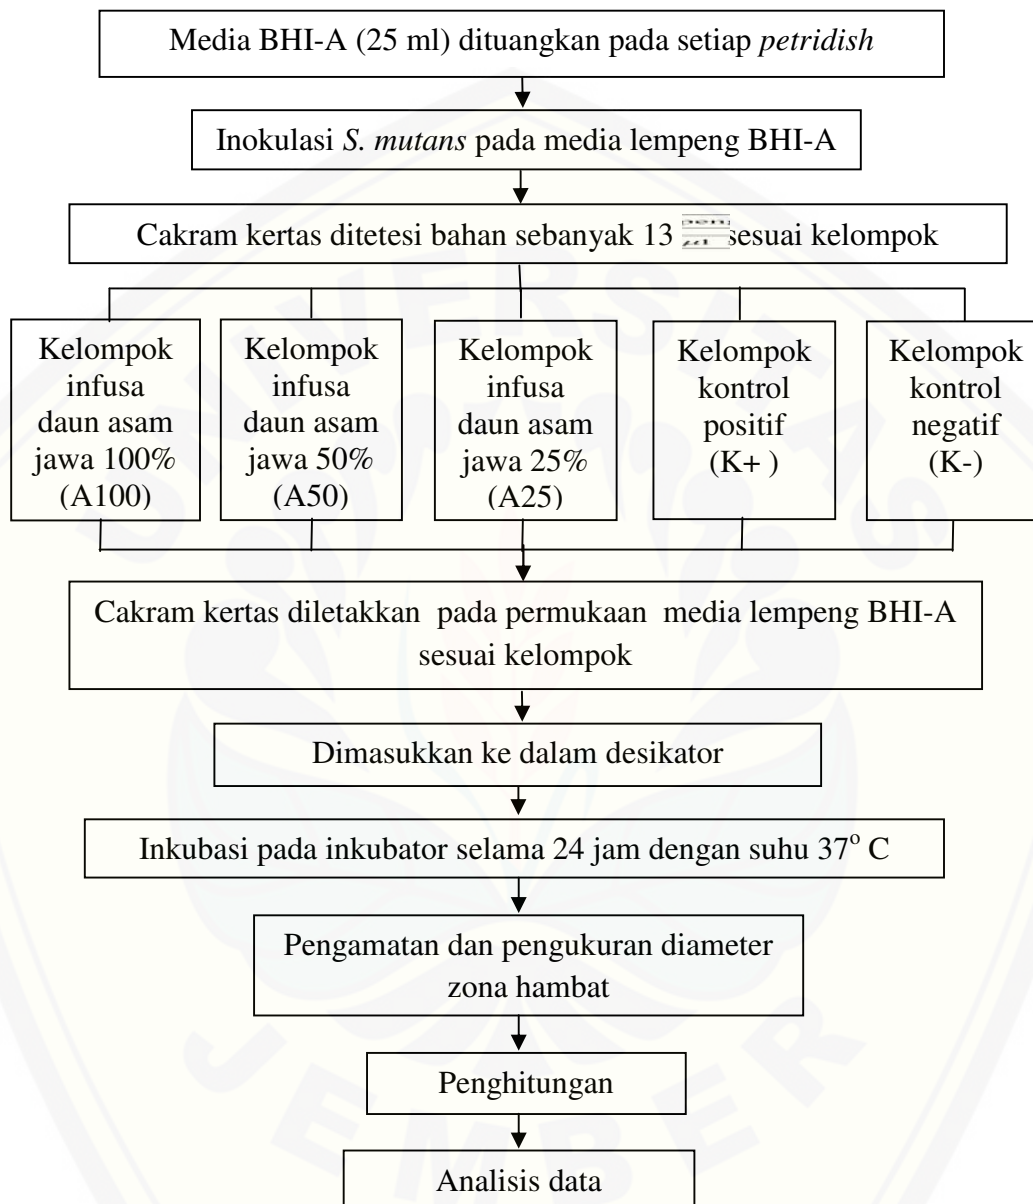 Media BHI-A (25 ml) dituangkan pada setiap petridish
Inokulasi S. mutans pada media lempeng BHI-A
Cakram kertas ditetesi bahan sebanyak 13 µl sesuai kelompok
Kelompok
infusa
daun asam
jawa 100%
(A100)
Kelompok
infusa
daun asam
jawa 50%
(A50)
Kelompok
infusa
daun asam
jawa 25%
(A25)
Kelompok
kontrol
positif
(K+ )
Kelompok
kontrol
negatif
(K-)
Cakram kertas diletakkan pada permukaan media lempeng BHI-A
sesuai kelompok
Dimasukkan ke dalam desikator
Inkubasi pada inkubator selama 24 jam dengan suhu 37° C
Pengamatan dan pengukuran diameter
zona hambat
Penghitungan
Analisis data
UNIVERSITAS
JEMBER